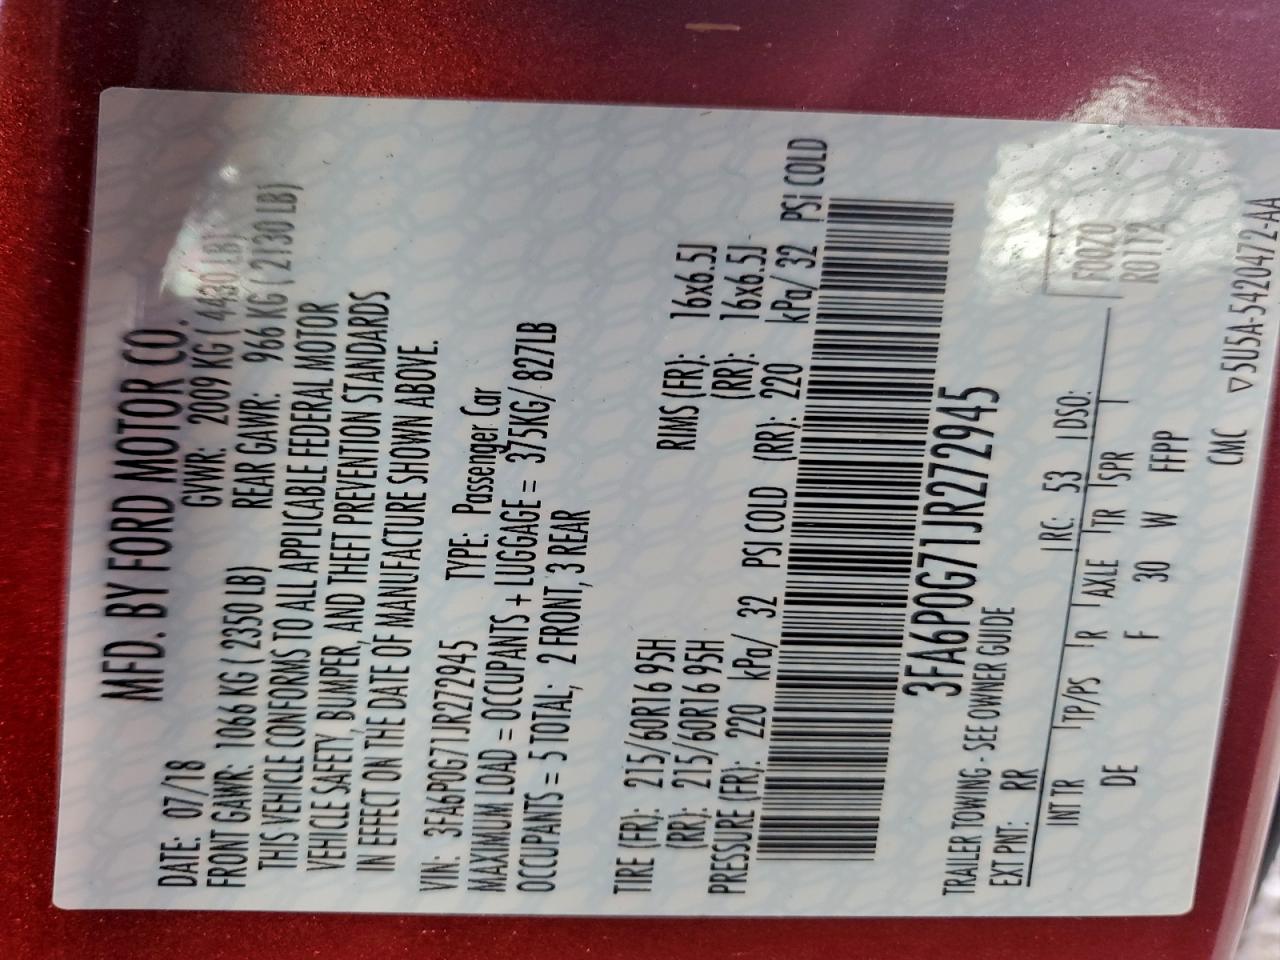 MFD. BY FORD MOTOR CO.
DATE: 07/18 GVWR: 2009 KG ( 4430 LB)
FRONT GAWR: 1066 KG ( 2350 LB) REAR GAWR: 966 KG ( 2130 LB)
THIS VEHICLE CONFORMS TO ALL APPLICABLE FEDERAL MOTOR
VEHICLE SAFETY, BUMPER, AND THEFT PREVENTION STANDARDS
IN EFFECT ON THE DATE OF MANUFACTURE SHOWN ABOVE.
VIN: 3FA6P0G71JR272945 TYPE: Passenger Car
MAXIMUM LOAD = OCCUPANTS + LUGGAGE = 375KG/ 827LB
OCCUPANTS = 5 TOTAL; 2 FRONT, 3 REAR
TIRE (FR): 215/60R16 95H RIMS (FR): 16x6.5J
(RR): 215/60R16 95H (RR): 16x6.5J
PRESSURE (FR): 220 kPa/ 32 PSI COLD (RR): 220 kPa/ 32 PSI COLD
3FA6P0G71JR272945
TRAILER TOWING - SEE OWNER GUIDE
EXT PNT: RR RC: 53 DSO: F00Z0
INT TR TP/PS R AXLE TR SPR R0112
DE F 30 W FFPP
CMC ▽5U5A-5420472-AA